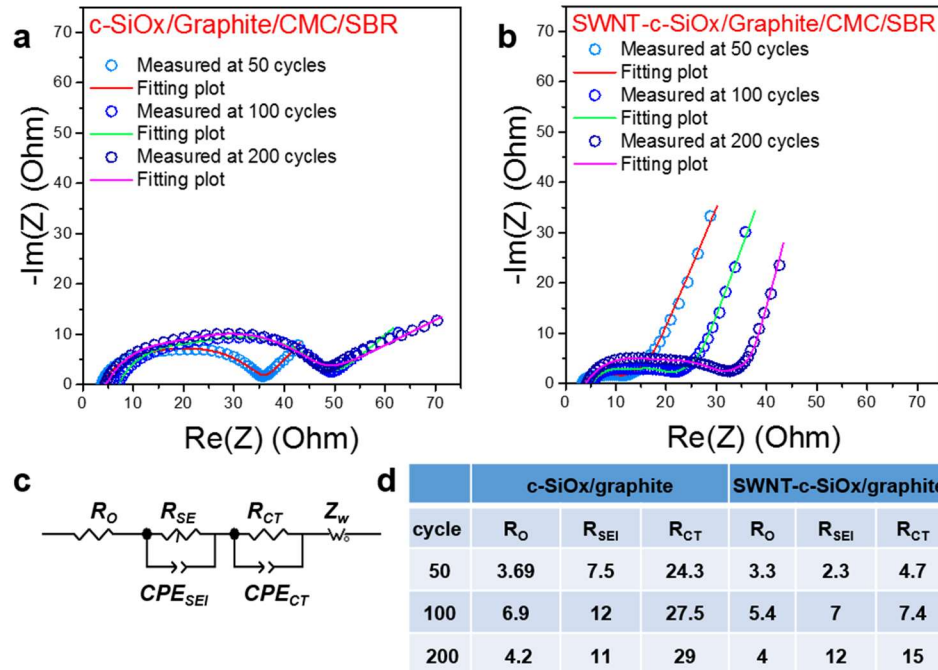 a
c-SiOx/Graphite/CMC/SBR
Measured at 50 cycles
Fitting plot
Measured at 100 cycles
Fitting plot
Measured at 200 cycles
Fitting plot
-Im(Z) (Ohm)
70
60
50
40
30
20
10
0
0 10 20 30 40 50 60 70
Re(Z) (Ohm)
b
SWNT-c-SiOx/Graphite/CMC/SBR
Measured at 50 cycles
Fitting plot
Measured at 100 cycles
Fitting plot
Measured at 200 cycles
Fitting plot
-Im(Z) (Ohm)
70
60
50
40
30
20
10
0
0 10 20 30 40 50 60 70
Re(Z) (Ohm)
c
R_O R_SE R_CT Z_w
CPE_SEI CPE_CT
d
c-SiOx/graphite SWNT-c-SiOx/graphite
cycle R_O R_SEI R_CT R_O R_SEI R_CT
50 3.69 7.5 24.3 3.3 2.3 4.7
100 6.9 12 27.5 5.4 7 7.4
200 4.2 11 29 4 12 15